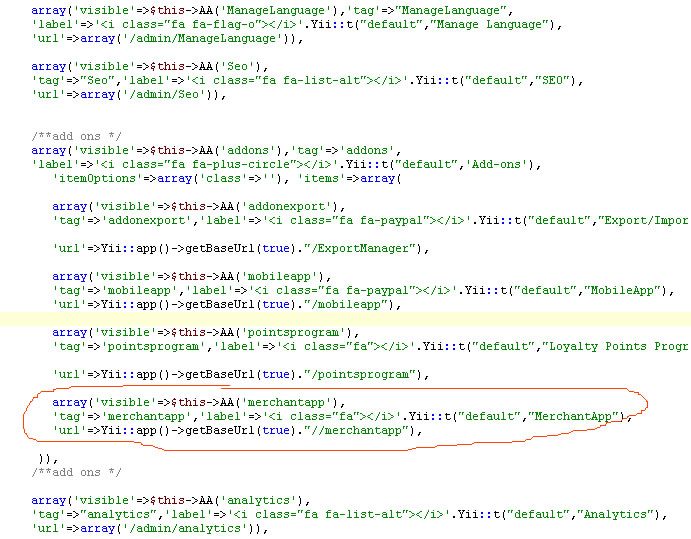 array('visible'=>$this->AA('ManageLanguage'),'tag'=>"ManageLanguage",
'label'=>'<i class="fa fa-flag-o"></i>'.Yii::t("default","Manage Language"),
'url'=>array('/admin/ManageLanguage')),
array('visible'=>$this->AA('Seo'),
'tag'=>"Seo",'label'=>'<i class="fa fa-list-alt"></i>'.Yii::t("default","SEO"),
'url'=>array('/admin/Seo')),
/**add ons */
array('visible'=>$this->AA('addons'),'tag'=>'addons',
'label'=>'<i class="fa fa-plus-circle"></i>'.Yii::t("default",'Add-ons'),
'itemOptions'=>array('class'=>''), 'items'=>array(
array('visible'=>$this->AA('addonexport'),
'tag'=>'addonexport','label'=>'<i class="fa fa-paypal"></i>'.Yii::t("default","Export/Impor
'url'=>Yii::app()->getBaseUrl(true)."/ExportManager"),
array('visible'=>$this->AA('mobileapp'),
'tag'=>'mobileapp','label'=>'<i class="fa fa-paypal"></i>'.Yii::t("default","MobileApp"),
'url'=>Yii::app()->getBaseUrl(true)."/mobileapp"),
array('visible'=>$this->AA('pointsprogram'),
'tag'=>'pointsprogram','label'=>'<i class="fa"></i>'.Yii::t("default","Loyalty Points Progr
'url'=>Yii::app()->getBaseUrl(true)."/pointsprogram"),
array('visible'=>$this->AA('merchantapp'),
'tag'=>'merchantapp','label'=>'<i class="fa"></i>'.Yii::t("default","MerchantApp"),
'url'=>Yii::app()->getBaseUrl(true)."//merchantapp"),
)),
/**add ons */
array('visible'=>$this->AA('analytics'),
'tag'=>"analytics",'label'=>'<i class="fa fa-list-alt"></i>'.Yii::t("default","Analytics"),
'url'=>array('/admin/analytics')),